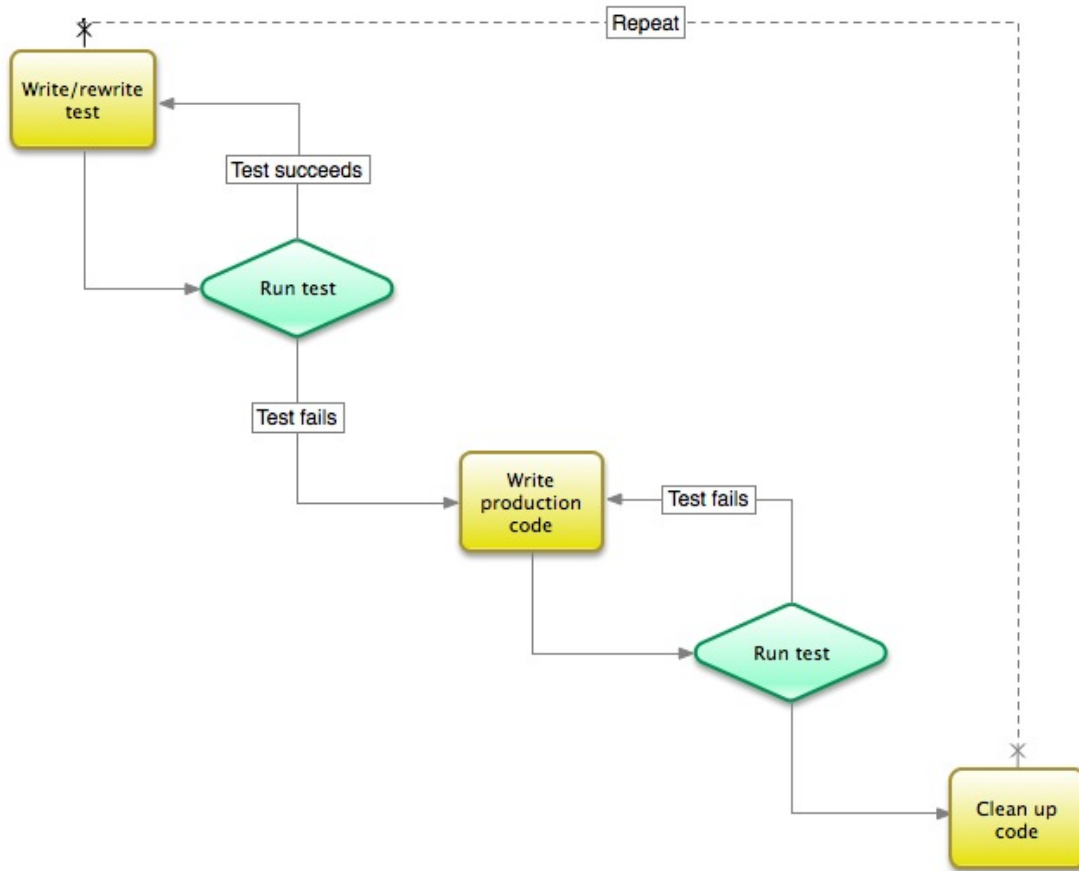 Repeat
Write/rewrite
test
Test succeeds
Run test
Test fails
Write
production
code
Test fails
Run test
Clean up
code